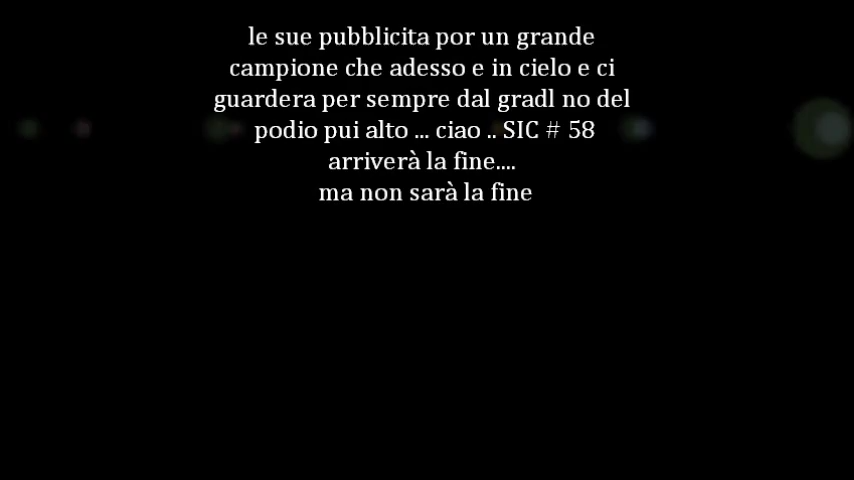 le sue pubblicita por un grande
campione che adesso e in cielo e ci
guardera per sempre dal gradl no del
podio pui alto ... ciao .. SIC # 58
arriverà la fine....
ma non sarà la fine